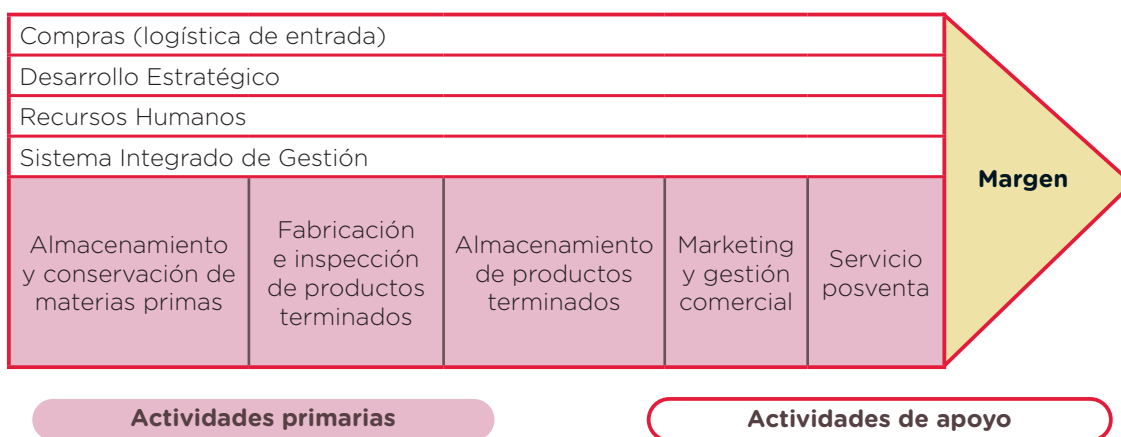 Compras (logística de entrada)
Desarrollo Estratégico
Recursos Humanos
Sistema Integrado de Gestión
Margen
Almacenamiento
y conservación de
materias primas
Fabricación
e inspección
de productos
terminados
Almacenamiento
de productos
terminados
Marketing
y gestión
comercial
Servicio
posventa
Actividades primarias
Actividades de apoyo